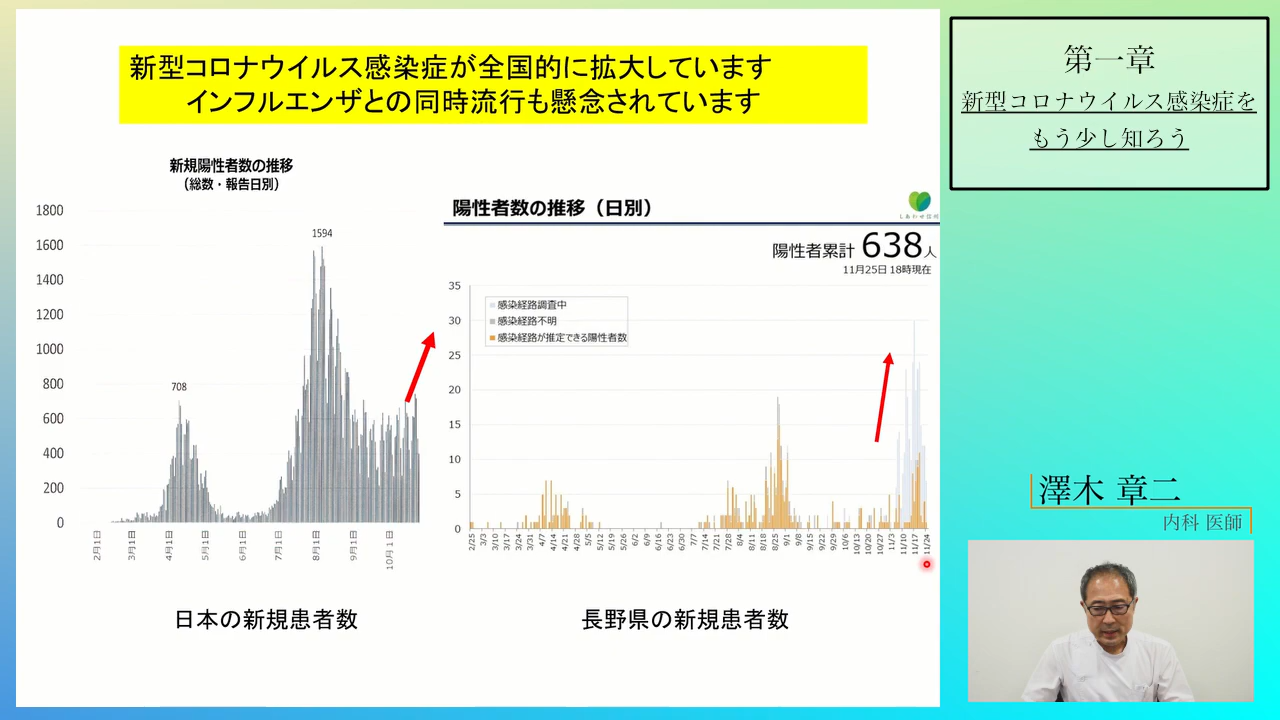 新型コロナウイルス感染症が全国的に拡大しています
インフルエンザとの同時流行も懸念されています
第一章
新型コロナウイルス感染症を
もう少し知ろう
新規陽性者数の推移
（総数・報告日別）
1800
1600
1400
1200
1000
800
600
400
200
0
1594
708
2月1日
3月1日
4月1日
5月1日
6月1日
7月1日
8月1日
9月1日
10月1日
日本の新規患者数
陽性者数の推移（日別）
しあわせ信州
陽性者累計 638人
11月25日 18時現在
35
30
25
20
15
10
5
0
感染経路調査中
感染経路不明
感染経路が推定できる陽性者数
2/25
3/3
3/10
3/17
3/24
3/31
4/7
4/14
4/21
4/28
5/5
5/12
5/19
5/26
6/2
6/9
6/16
6/23
6/30
7/7
7/14
7/21
7/28
8/4
8/11
8/18
8/25
9/1
9/8
9/15
9/22
9/29
10/6
10/13
10/20
10/27
11/3
11/10
11/17
11/24
長野県の新規患者数
澤木 章二
内科 医師